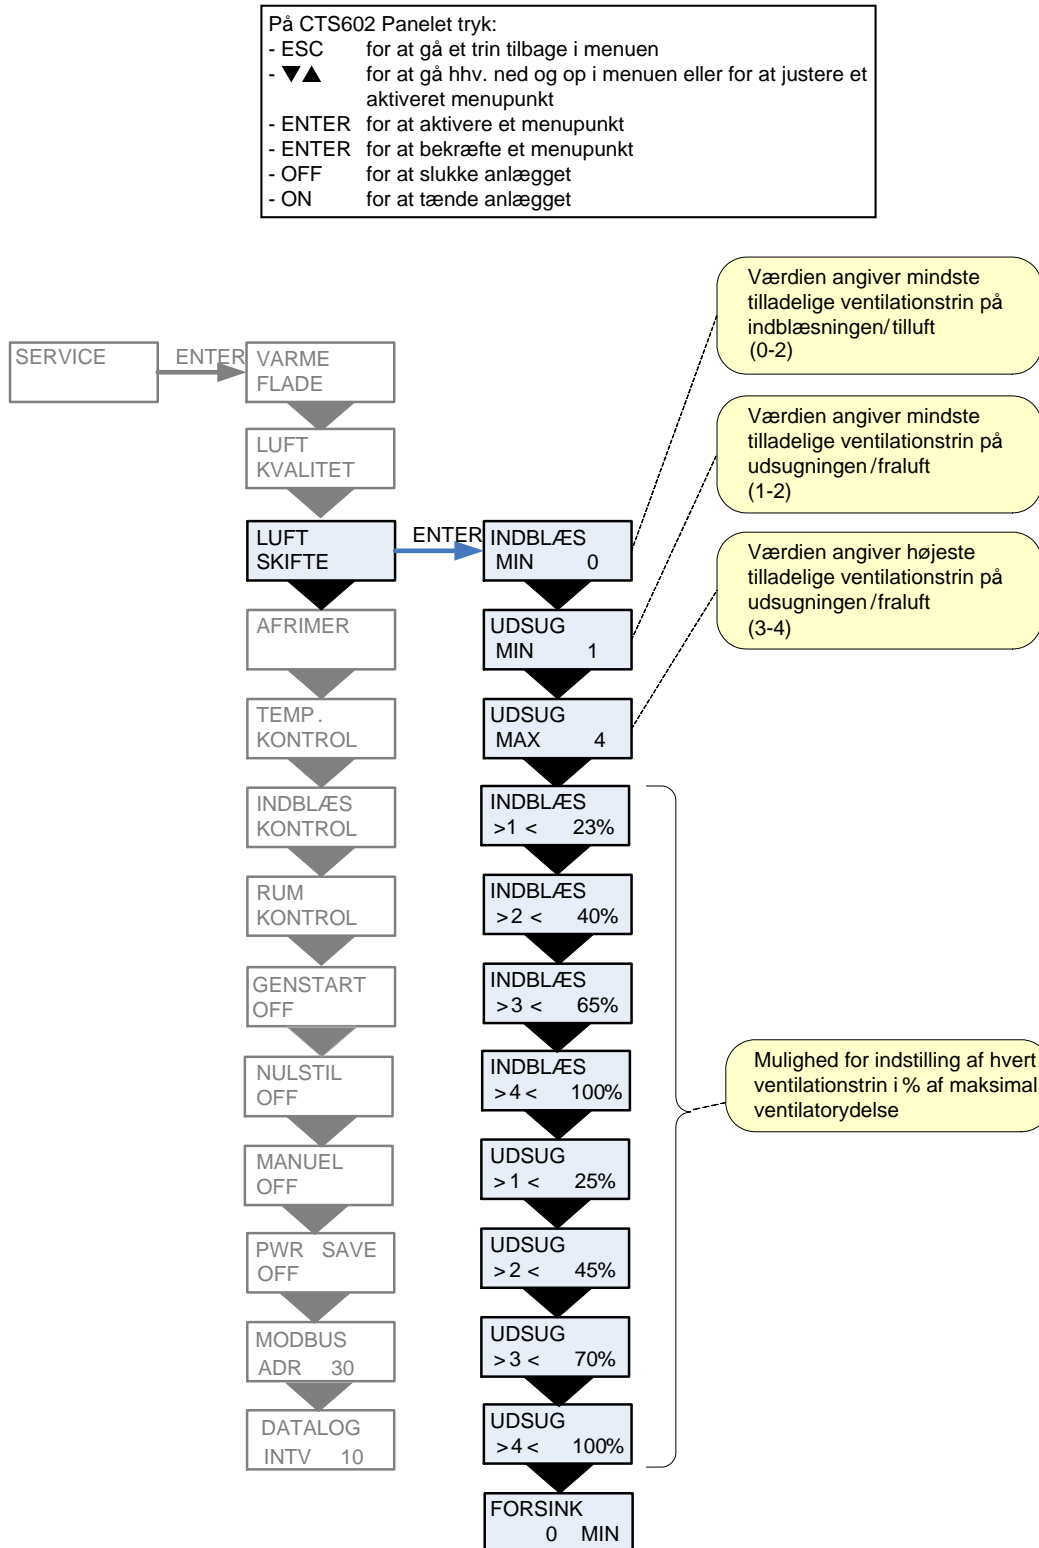 På CTS602 Panelet tryk:
- ESC for at gå et trin tilbage i menuen
- ▼▲ for at gå hhv. ned og op i menuen eller for at justere et
aktiveret menupunkt
- ENTER for at aktivere et menupunkt
- ENTER for at bekræfte et menupunkt
- OFF for at slukke anlægget
- ON for at tænde anlægget
SERVICE
ENTER
VARME
FLADE
LUFT
KVALITET
LUFT
SKIFTE
AFRIMER
TEMP.
KONTROL
INDBLÆS
KONTROL
RUM
KONTROL
GENSTART
OFF
NULSTIL
OFF
MANUEL
OFF
PWR SAVE
OFF
MODBUS
ADR 30
DATALOG
INTV 10
ENTER
INDBLÆS
MIN 0
UDSUG
MIN 1
UDSUG
MAX 4
INDBLÆS
>1< 23%
INDBLÆS
>2< 40%
INDBLÆS
>3< 65%
INDBLÆS
>4< 100%
UDSUG
>1< 25%
UDSUG
>2< 45%
UDSUG
>3< 70%
UDSUG
>4< 100%
FORSINK
0 MIN
Værdien angiver mindste
tilladelige ventilationstrin på
indblæsningen/tilluft
(0-2)
Værdien angiver mindste
tilladelige ventilationstrin på
udsugningen/fraluft
(1-2)
Værdien angiver højeste
tilladelige ventilationstrin på
udsugningen/fraluft
(3-4)
Mulighed for indstilling af hvert
ventilationstrin i % af maksimal
ventilatorydelse